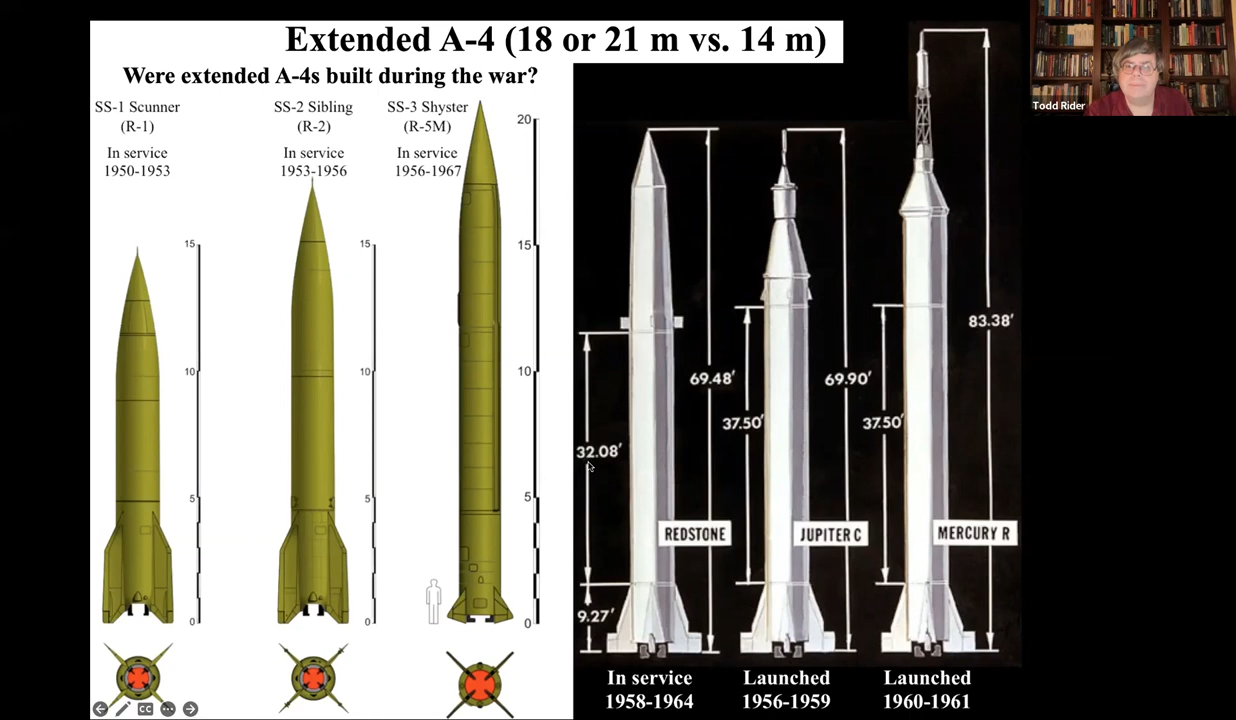 Extended A-4 (18 or 21 m vs. 14 m)
Were extended A-4s built during the war?
SS-1 Scunner
(R-1)
In service
1950-1953
SS-2 Sibling
(R-2)
In service
1953-1956
SS-3 Shyster
(R-5M)
In service
1956-1967
15
10
5
0
15
10
5
0
20
15
10
5
0
32.08'
9.27'
69.48'
REDSTONE
In service
1958-1964
37.50'
69.90'
JUPITER C
Launched
1956-1959
37.50'
83.38'
MERCURY R
Launched
1960-1961
Todd Rider
CC